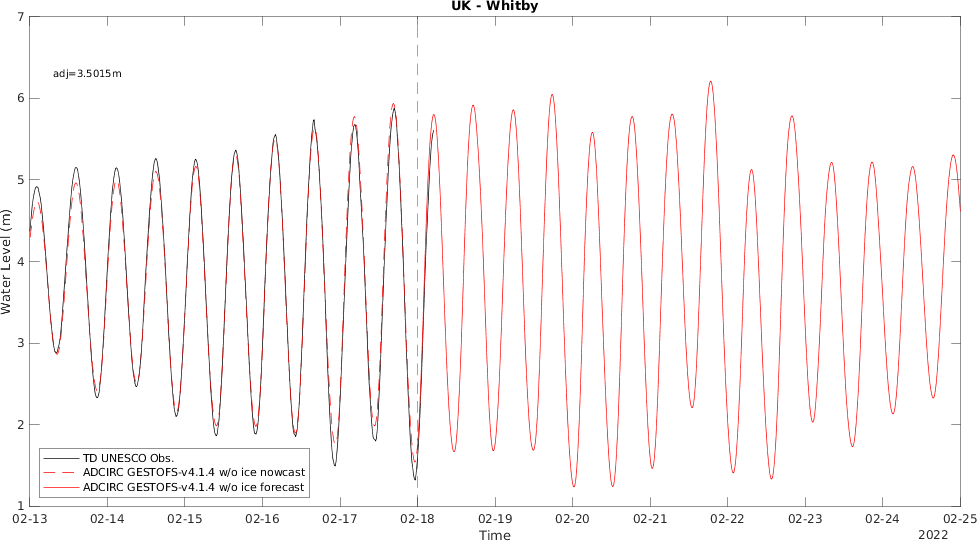 UK - Whitby
adj=3.5015m
7
6
5
4
3
2
1
Water Level (m)
TD UNESCO Obs.
ADCIRC GESTOFS-v4.1.4 w/o ice nowcast
ADCIRC GESTOFS-v4.1.4 w/o ice forecast
02-13 02-14 02-15 02-16 02-17 02-18 02-19 02-20 02-21 02-22 02-23 02-24 02-25
Time
2022